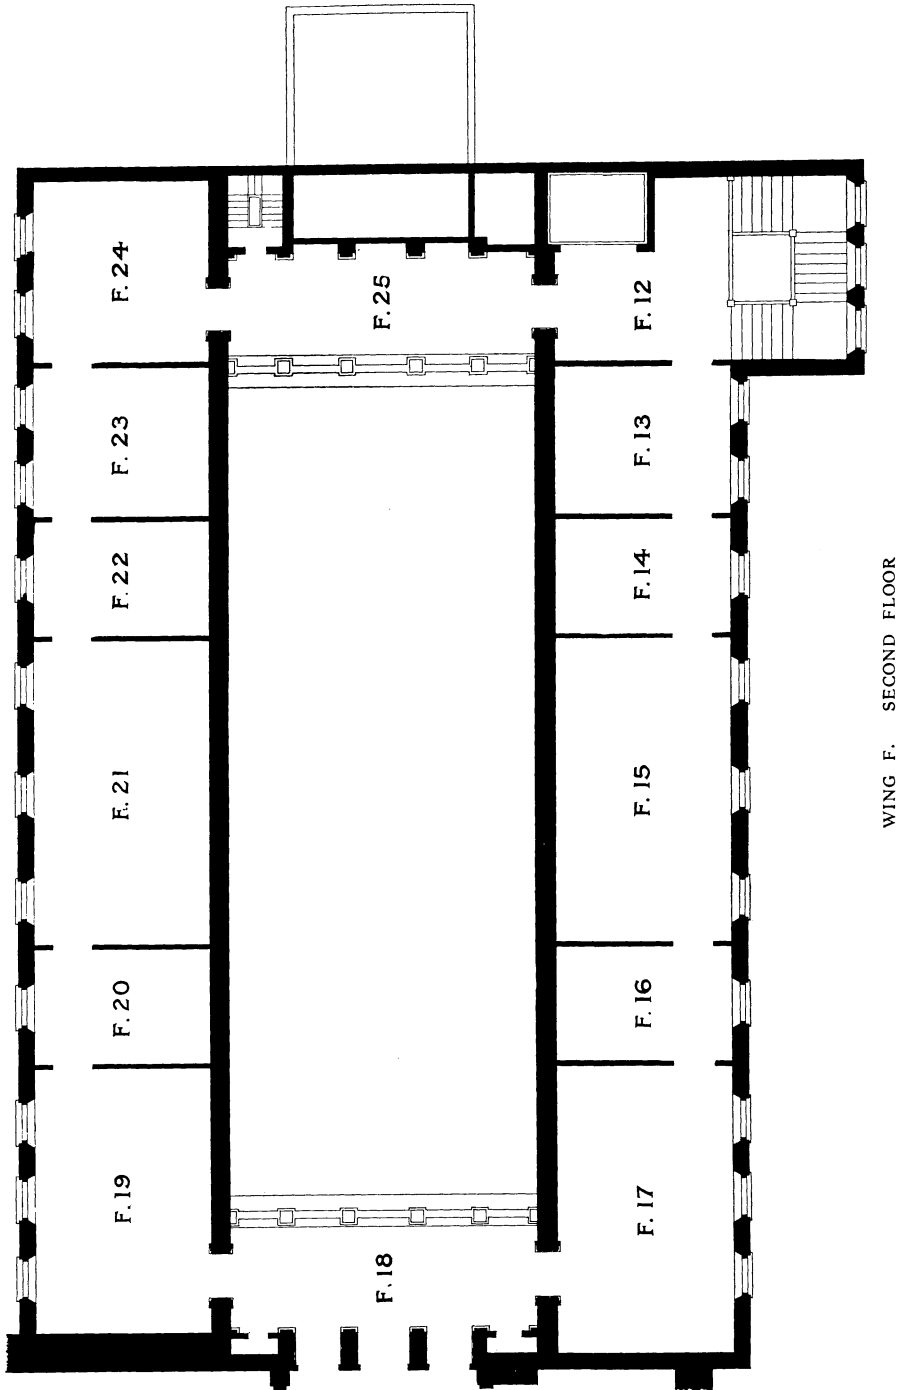 F. 24
F. 25
F. 12
F. 23
F. 13
F. 22
F. 14
F. 21
F. 15
F. 20
F. 16
F. 19
F. 18
F. 17
WING F. SECOND FLOOR